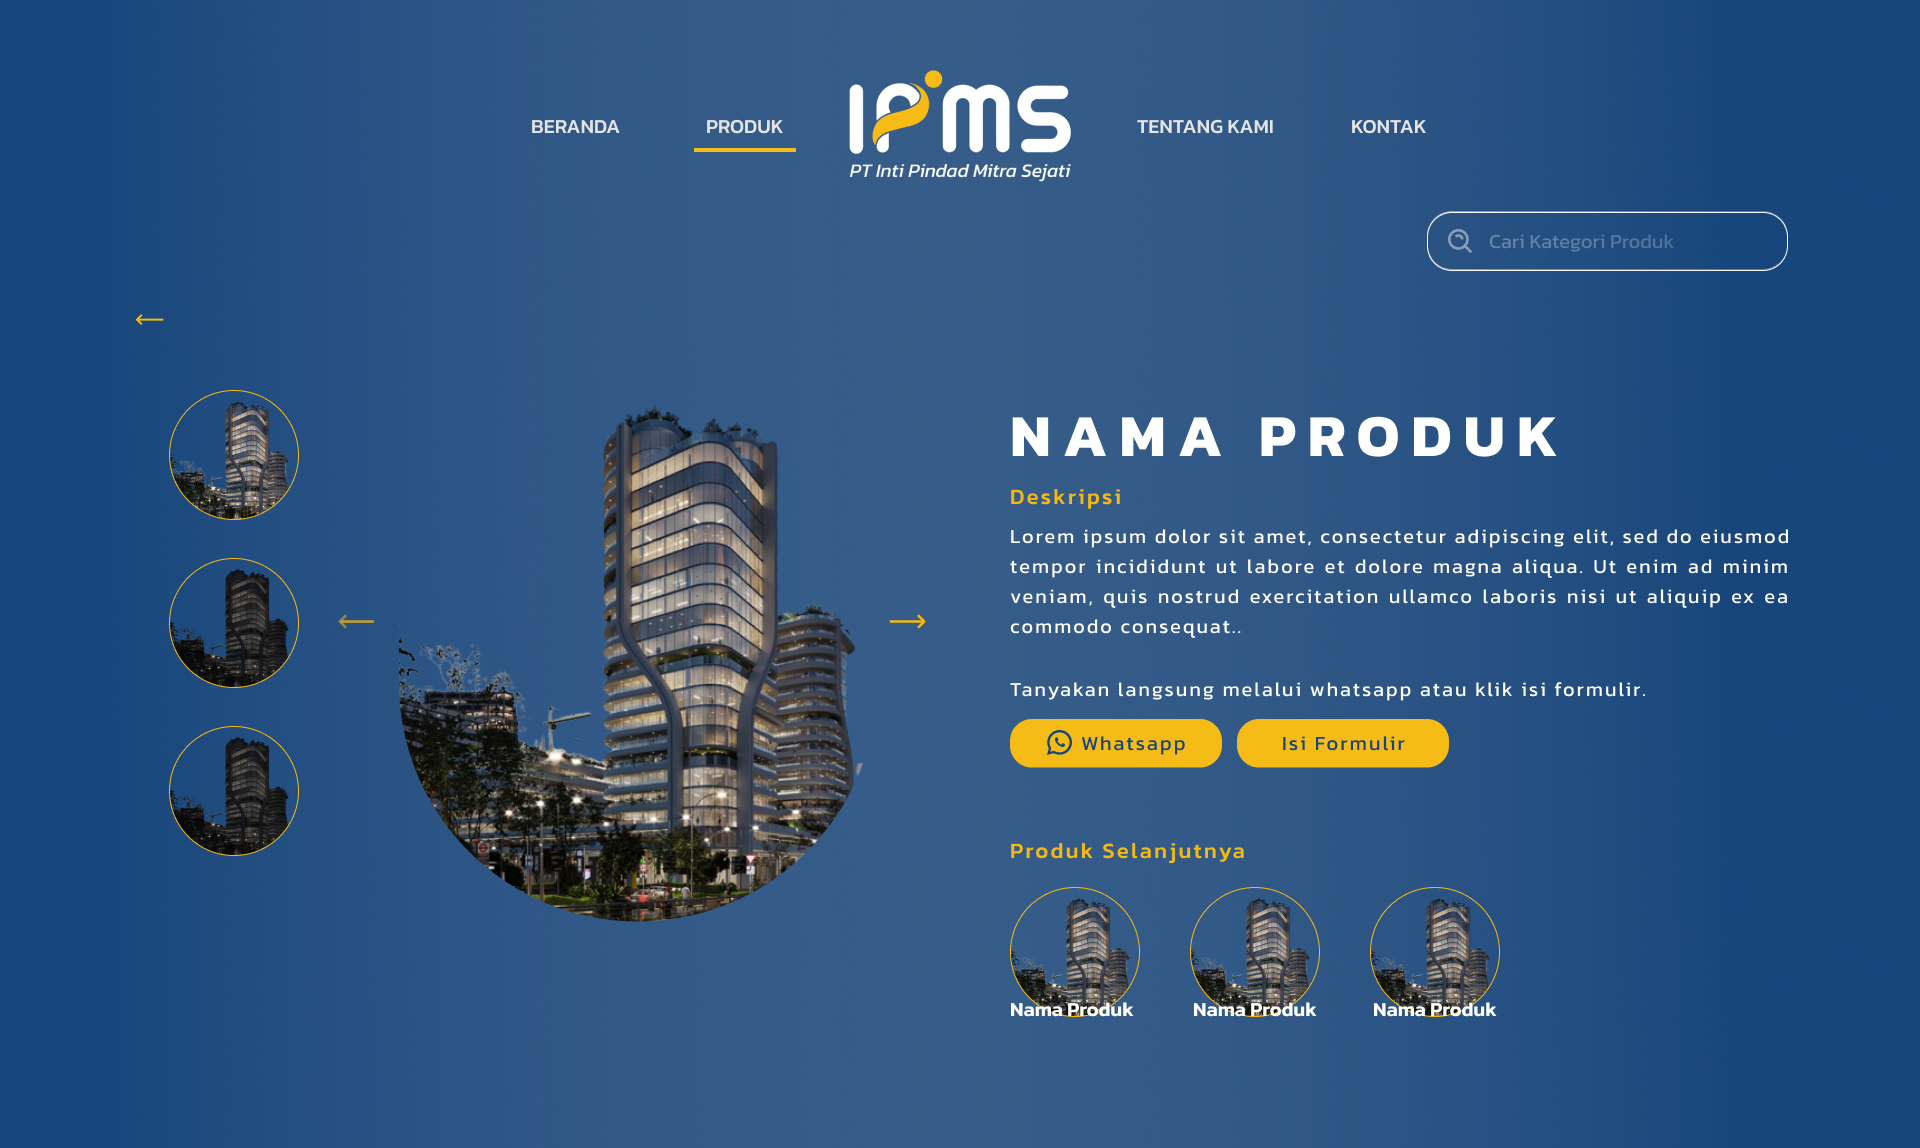 BERANDA
PRODUK
IPMS
PT Inti Pindad Mitra Sejati
TENTANG KAMI
KONTAK
Cari Kategori Produk
NAMA PRODUK
Deskripsi
Lorem ipsum dolor sit amet, consectetur adipiscing elit, sed do eiusmod
tempor incididunt ut labore et dolore magna aliqua. Ut enim ad minim
veniam, quis nostrud exercitation ullamco laboris nisi ut aliquip ex ea
commodo consequat..
Tanyakan langsung melalui whatsapp atau klik isi formulir.
Whatsapp
Isi Formulir
Produk Selanjutnya
Nama Produk
Nama Produk
Nama Produk